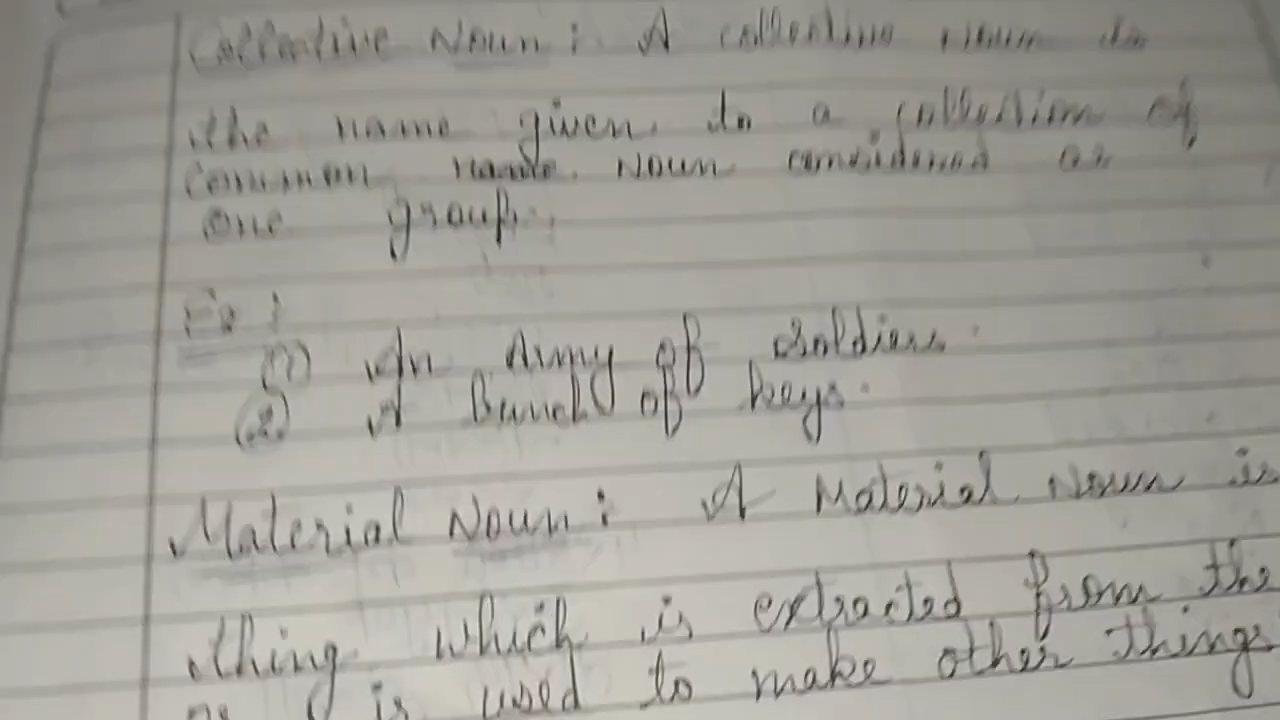 Collective Noun : A collective noun is
the name given to a collection of
common name. Noun considered as
one group.
Ex :
(1) An Army of Soldiers.
(2) A Bunch of keys.
Material Noun : A Material Noun is
thing which is extracted from the
is used to make other things